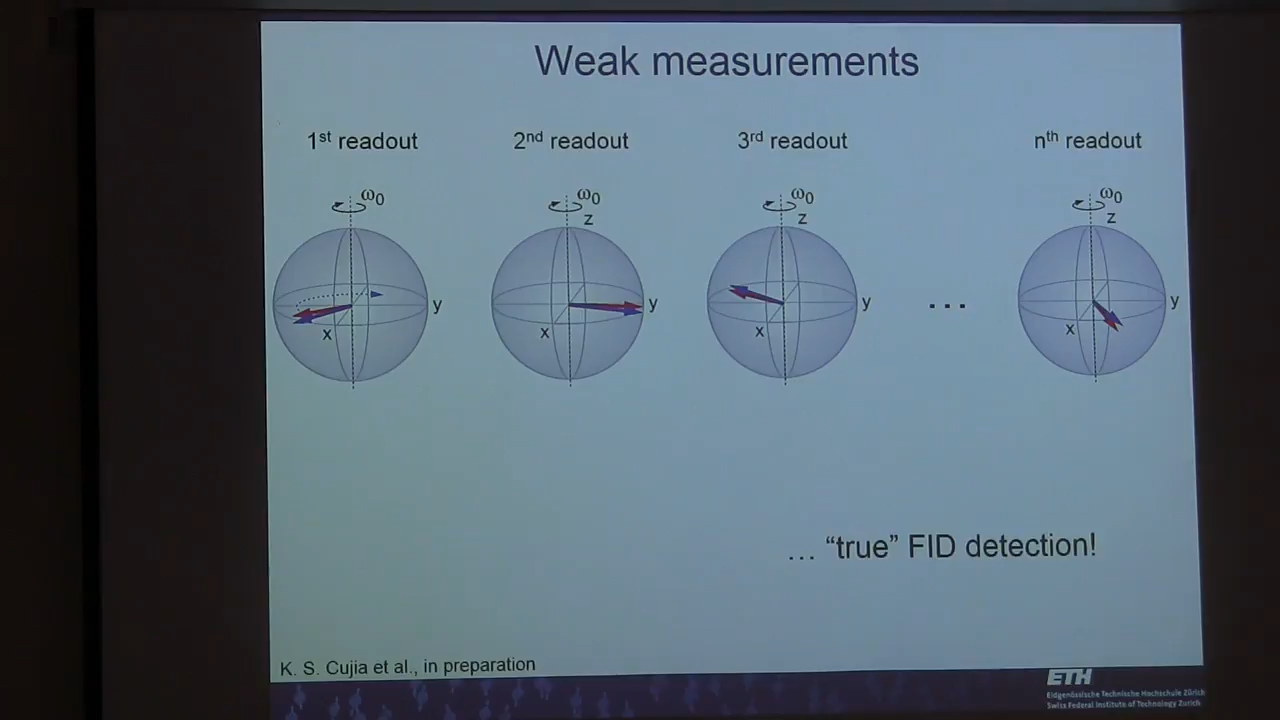 Weak measurements
1st readout
2nd readout
3rd readout
nth readout
ω0
ω0
ω0
ω0
z
z
z
y
y
y
y
x
x
x
x
...
... “true” FID detection!
K. S. Cujia et al., in preparation
ETH
Eidgenössische Technische Hochschule Zürich
Swiss Federal Institute of Technology Zurich